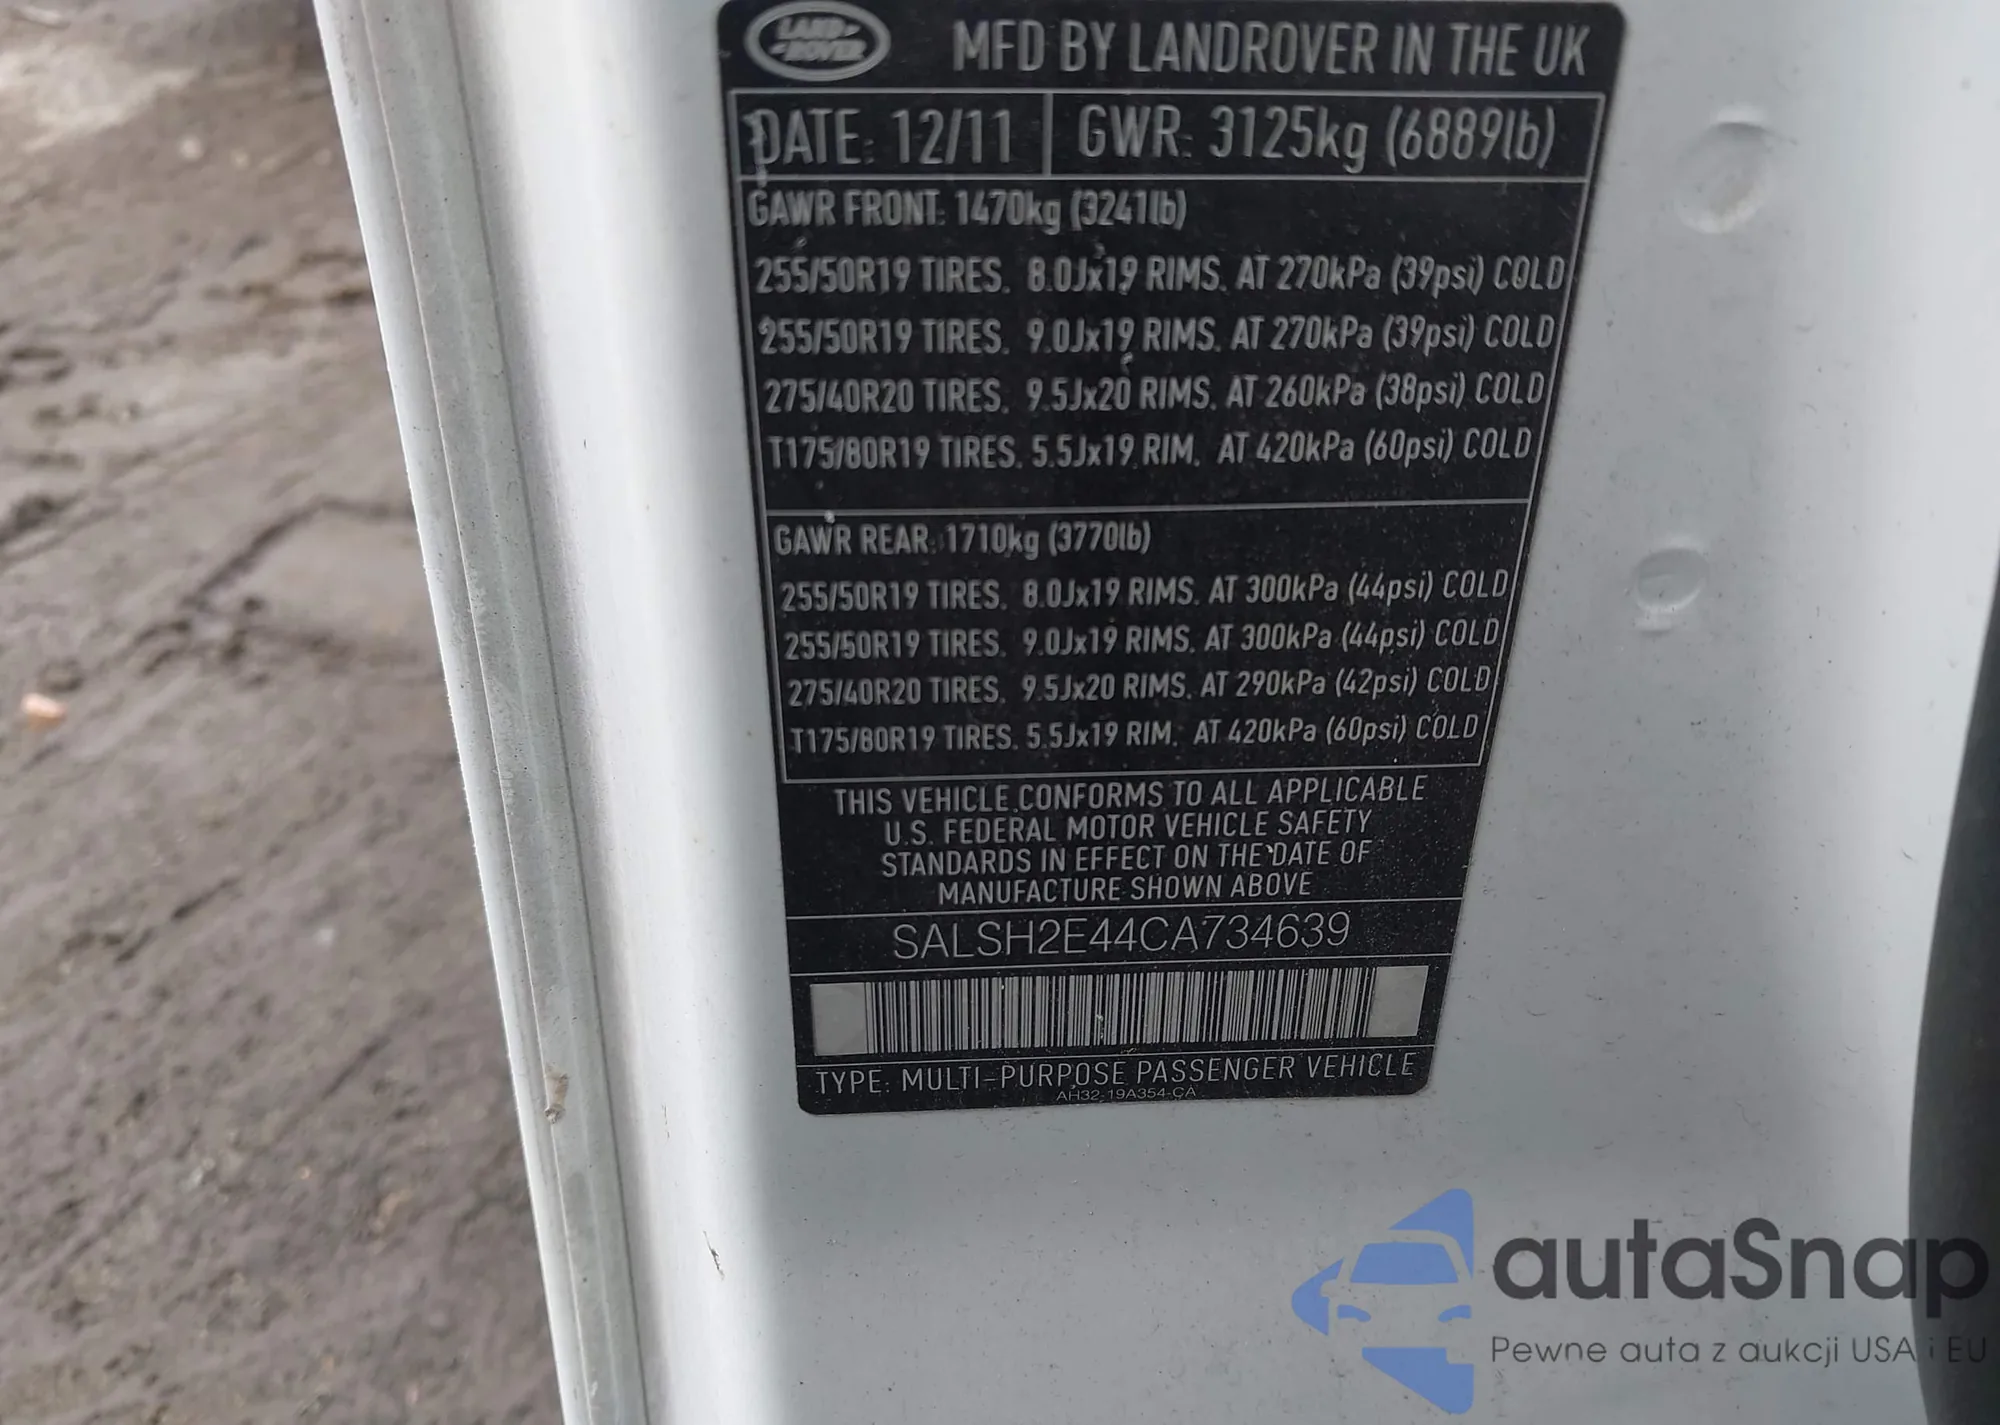 LAND-
-ROVER
MFD BY LANDROVER IN THE UK
DATE: 12/11 GWR: 3125kg (6889lb)
GAWR FRONT: 1470kg (3241lb)
255/50R19 TIRES. 8.0Jx19 RIMS. AT 270kPa (39psi) COLD
255/50R19 TIRES. 9.0Jx19 RIMS. AT 270kPa (39psi) COLD
275/40R20 TIRES. 9.5Jx20 RIMS. AT 260kPa (38psi) COLD
T175/80R19 TIRES. 5.5Jx19 RIM. AT 420kPa (60psi) COLD
GAWR REAR: 1710kg (3770lb)
255/50R19 TIRES. 8.0Jx19 RIMS. AT 300kPa (44psi) COLD
255/50R19 TIRES. 9.0Jx19 RIMS. AT 300kPa (44psi) COLD
275/40R20 TIRES. 9.5Jx20 RIMS. AT 290kPa (42psi) COLD
T175/80R19 TIRES. 5.5Jx19 RIM. AT 420kPa (60psi) COLD
THIS VEHICLE CONFORMS TO ALL APPLICABLE
U.S. FEDERAL MOTOR VEHICLE SAFETY
STANDARDS IN EFFECT ON THE DATE OF
MANUFACTURE SHOWN ABOVE
SALSH2E44CA734639
TYPE: MULTI-PURPOSE PASSENGER VEHICLE
AH32-19A354-CA
autaSnap
Pewne auta z aukcji USA i EU